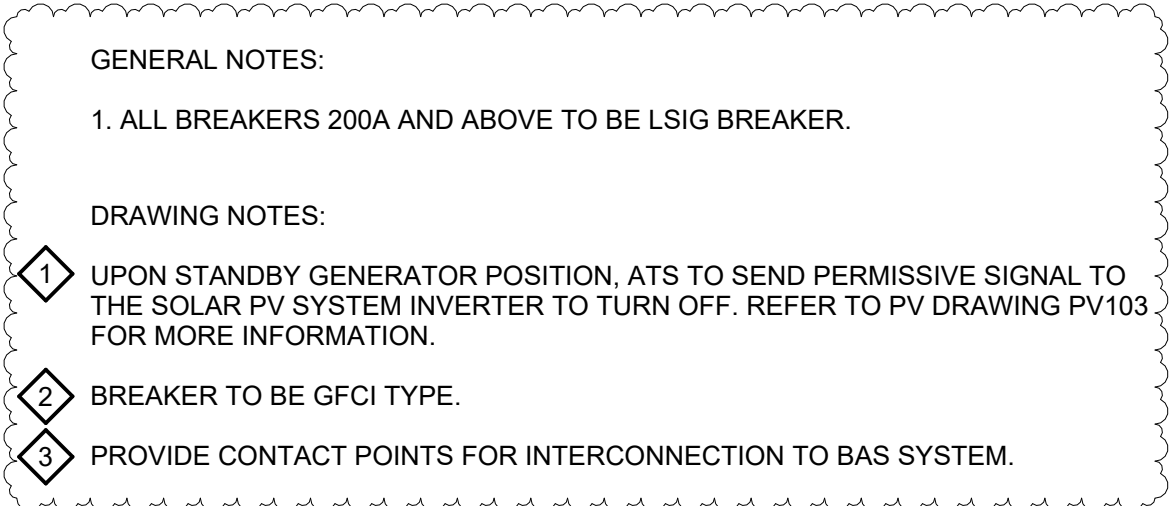 GENERAL NOTES:
1. ALL BREAKERS 200A AND ABOVE TO BE LSIG BREAKER.
DRAWING NOTES:
1 UPON STANDBY GENERATOR POSITION, ATS TO SEND PERMISSIVE SIGNAL TO
THE SOLAR PV SYSTEM INVERTER TO TURN OFF. REFER TO PV DRAWING PV103
FOR MORE INFORMATION.
2 BREAKER TO BE GFCI TYPE.
3 PROVIDE CONTACT POINTS FOR INTERCONNECTION TO BAS SYSTEM.